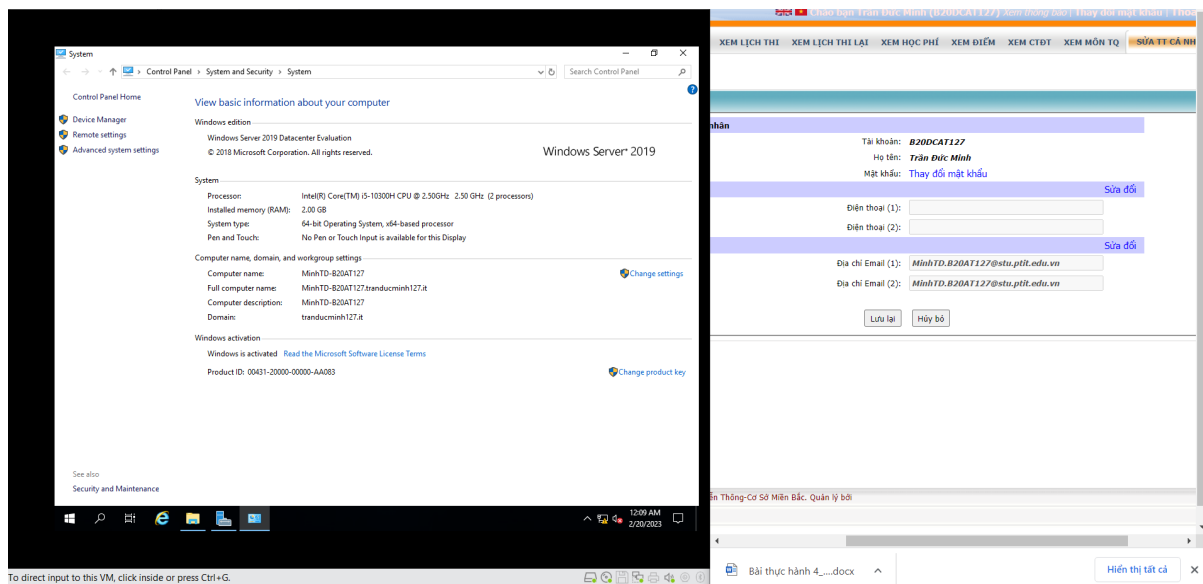 Chào bạn Trần Đức Minh (B20DCAT127) Xem thông báo | Thay đổi mật khẩu | Thoá
XEM LỊCH THI XEM LỊCH THI LẠI XEM HỌC PHÍ XEM ĐIỂM XEM CTĐT XEM MÔN TQ SỬA TT CÁ NH
System
Control Panel > System and Security > System
Search Control Panel
Control Panel Home
Device Manager
Remote settings
Advanced system settings
See also
Security and Maintenance
View basic information about your computer
Windows edition
Windows Server 2019 Datacenter Evaluation
© 2018 Microsoft Corporation. All rights reserved.
Windows Server 2019
System
Processor: Intel(R) Core(TM) i5-10300H CPU @ 2.50GHz 2.50 GHz (2 processors)
Installed memory (RAM): 2.00 GB
System type: 64-bit Operating System, x64-based processor
Pen and Touch: No Pen or Touch Input is available for this Display
Computer name, domain, and workgroup settings
Computer name: MinhTD-B20AT127
Change settings
Full computer name: MinhTD-B20AT127.tranducminh127.it
Computer description: MinhTD-B20AT127
Domain: tranducminh127.it
Windows activation
Windows is activated Read the Microsoft Software License Terms
Product ID: 00431-20000-00000-AA083
Change product key
12:09 AM
2/20/2023
To direct input to this VM, click inside or press Ctrl+G.
nhân
Tài khoản: B20DCAT127
Họ tên: Trần Đức Minh
Mật khẩu: Thay đổi mật khẩu
Sửa đổi
Điện thoại (1):
Điện thoại (2):
Sửa đổi
Địa chỉ Email (1): MinhTD.B20AT127@stu.ptit.edu.vn
Địa chỉ Email (2): MinhTD.B20AT127@stu.ptit.edu.vn
Lưu lại Hủy bỏ
ễn Thông-Cơ Sở Miền Bắc. Quản lý bởi
Bài thực hành 4_....docx
Hiển thị tất cả